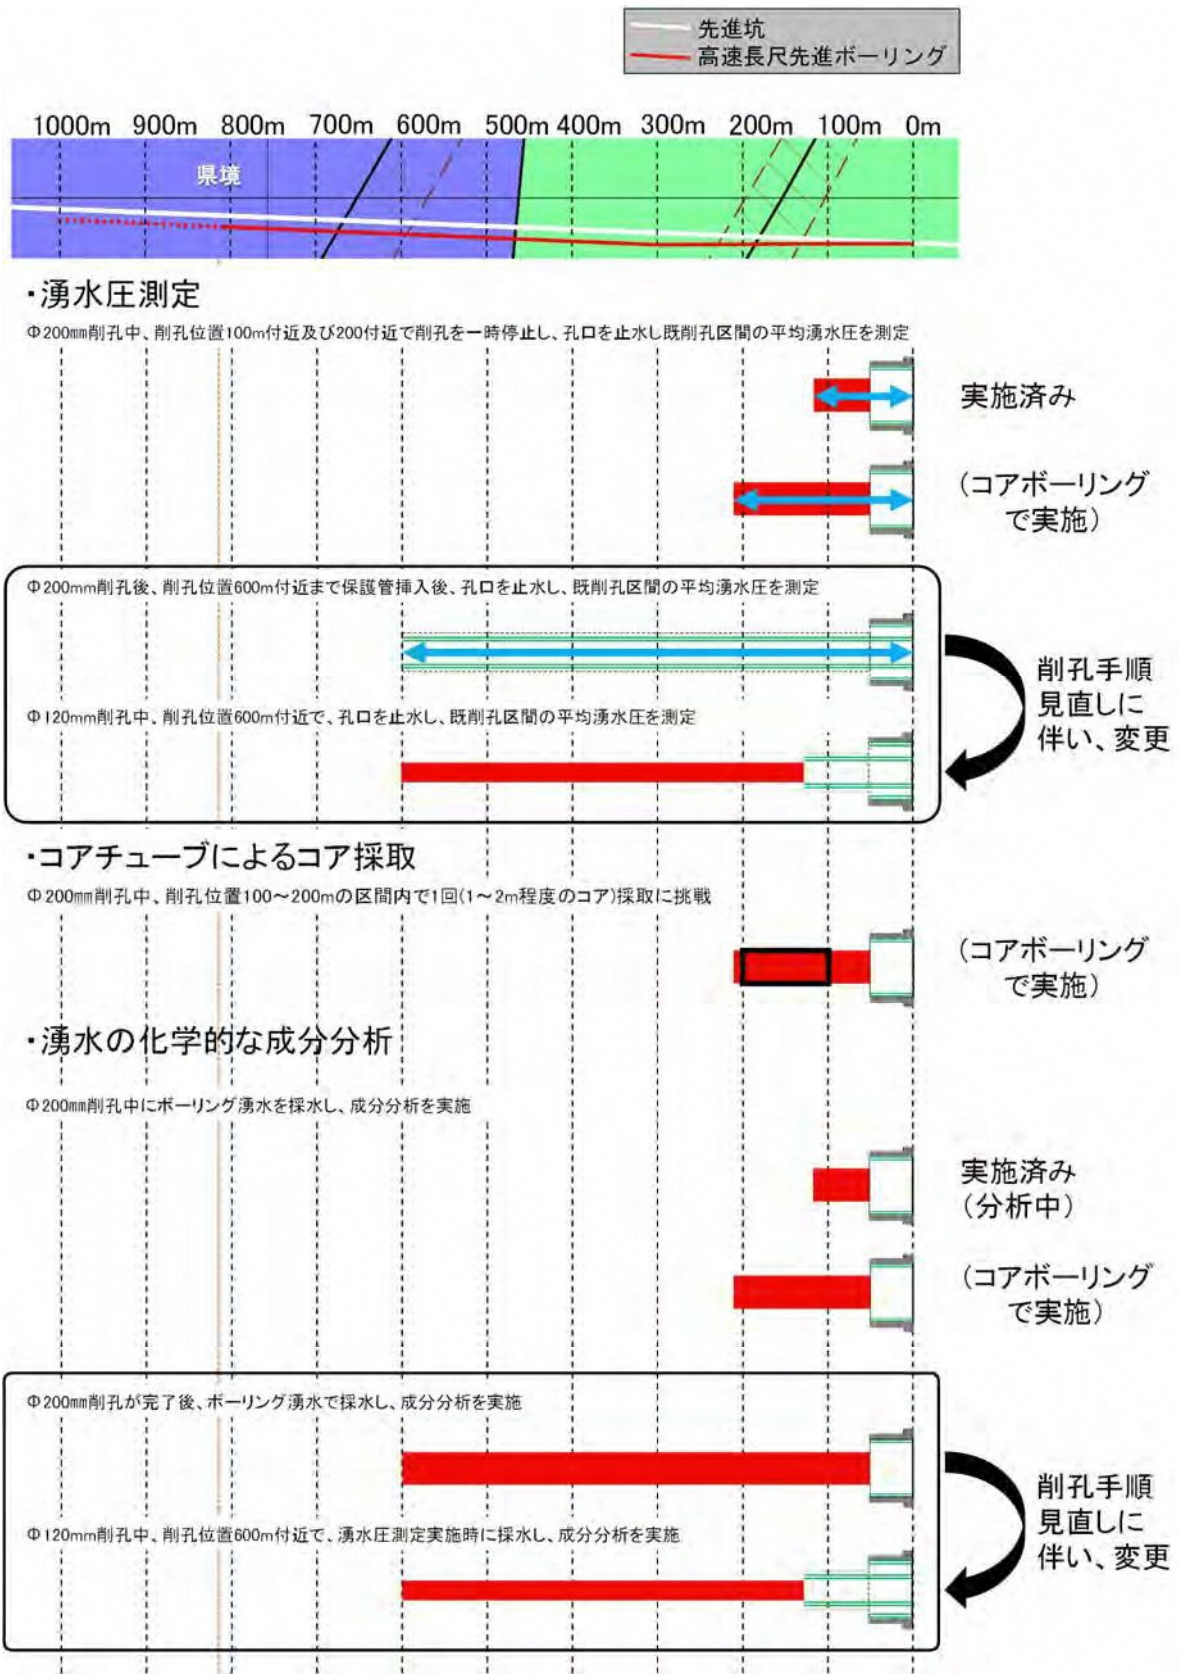 先進坑
高速長尺先進ボーリング
1000m 900m 800m 700m 600m 500m 400m 300m 200m 100m 0m
県境
・湧水圧測定
Φ200㎜削孔中、削孔位置100m付近及び200付近で削孔を一時停止し、孔口を止水し既削孔区間の平均湧水圧を測定
実施済み
(コアボーリング
で実施)
Φ200mm削孔後、削孔位置600m付近まで保護管挿入後、孔口を止水し、既削孔区間の平均湧水圧を測定
Φ120mm削孔中、削孔位置600m付近で、孔口を止水し、既削孔区間の平均湧水圧を測定
削孔手順
見直しに
伴い、変更
・コアチューブによるコア採取
Φ200㎜削孔中、削孔位置100～200mの区間内で1回(1～2m程度のコア)採取に挑戦
(コアボーリング
で実施)
・湧水の化学的な成分分析
Φ200㎜削孔中にボーリング湧水を採水し、成分分析を実施
実施済み
(分析中)
(コアボーリング
で実施)
Φ200㎜削孔が完了後、ボーリング湧水で採水し、成分分析を実施
Φ120mm削孔中、削孔位置600m付近で、湧水圧測定実施時に採水し、成分分析を実施
削孔手順
見直しに
伴い、変更